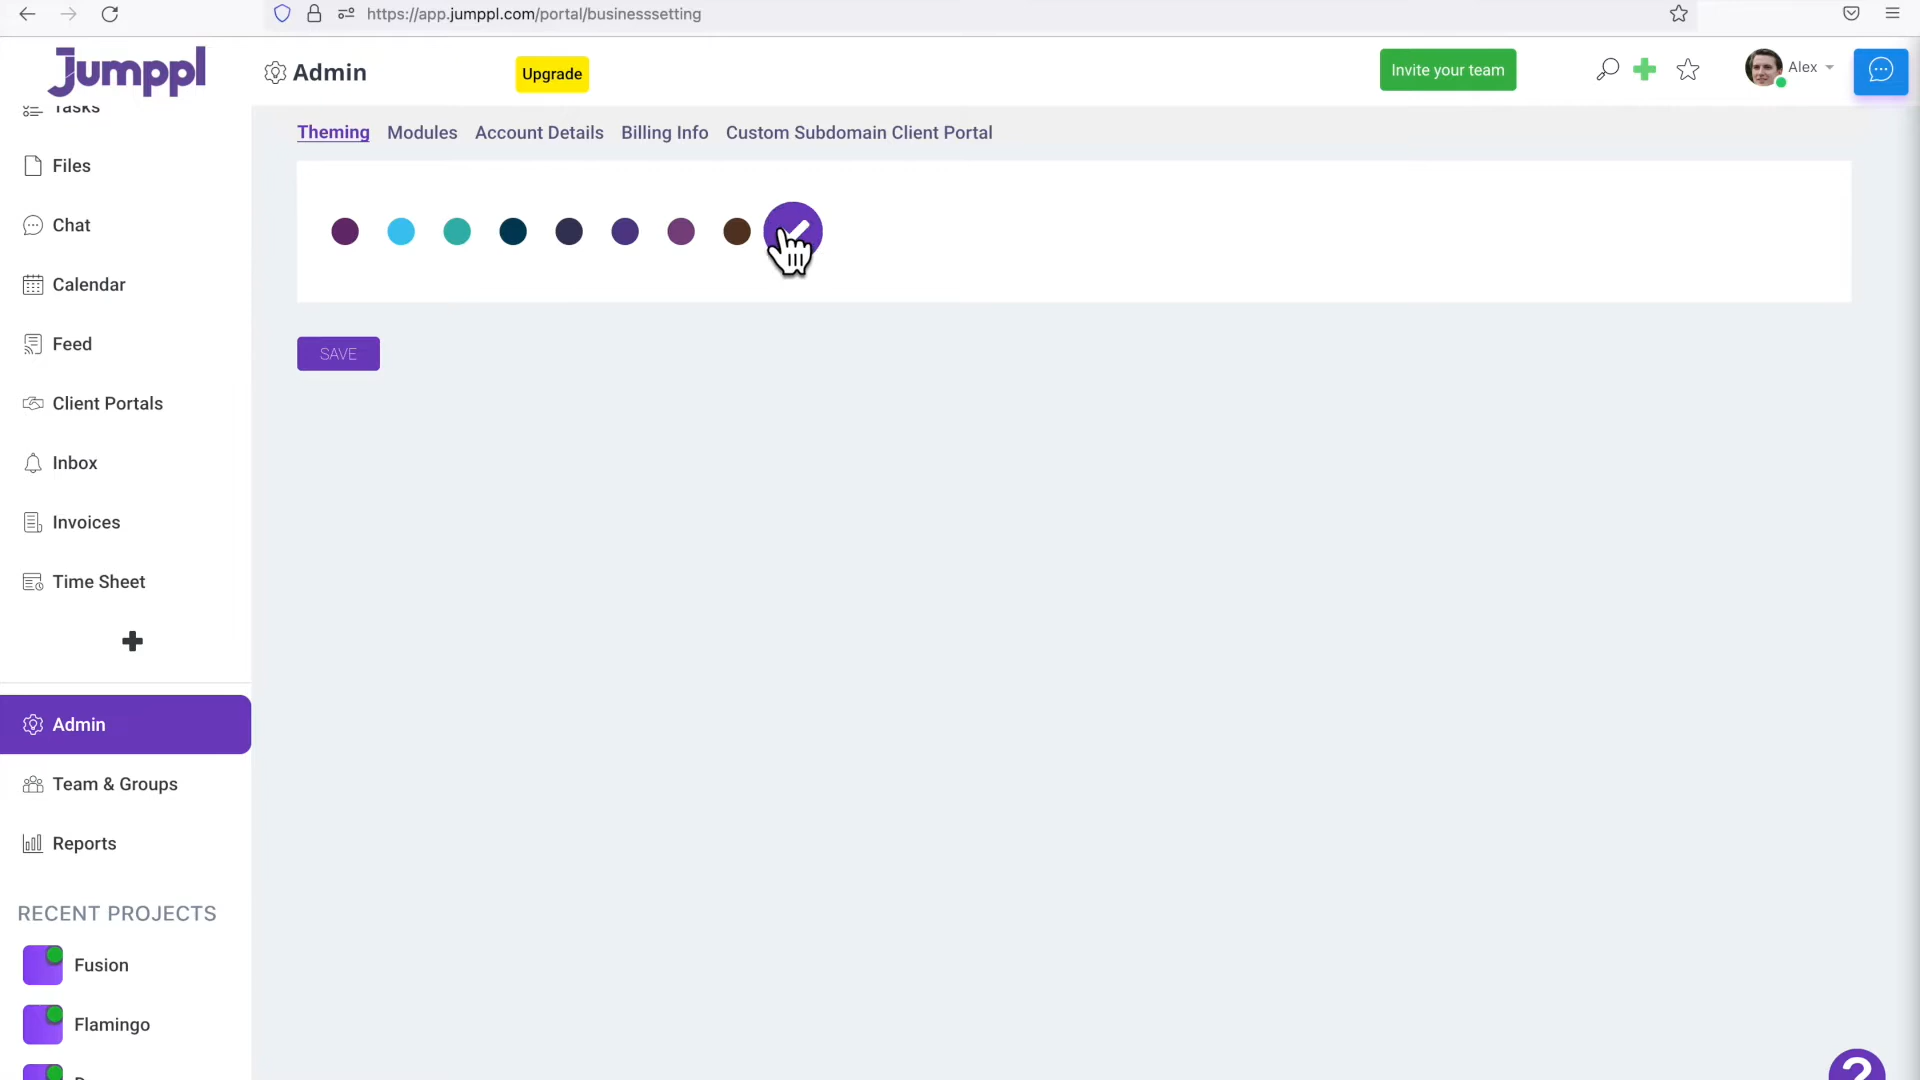 https://app.jumppl.com/portal/businesssetting
jumppl
Admin
Upgrade
Invite your team
Alex
Tasks
Theming Modules Account Details Billing Info Custom Subdomain Client Portal
Files
Chat
Calendar
Feed
SAVE
Client Portals
Inbox
Invoices
Time Sheet
Admin
Team & Groups
Reports
RECENT PROJECTS
Fusion
Flamingo
?